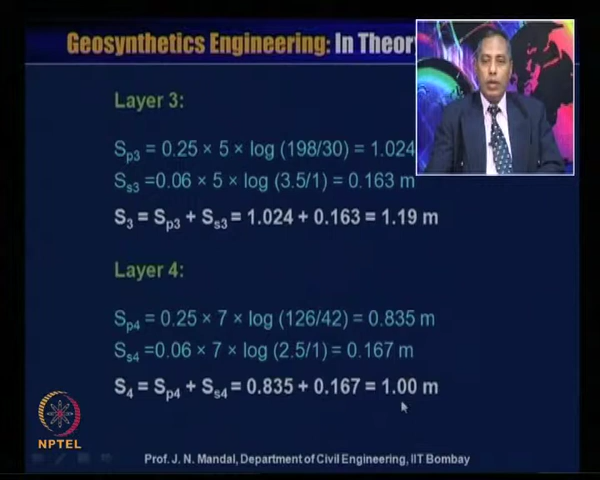 Geosynthetics Engineering: In Theory
Layer 3:
Sp3 = 0.25 × 5 × log (198/30) = 1.024
Ss3 =0.06 × 5 × log (3.5/1) = 0.163 m
S3 = Sp3 + Ss3 = 1.024 + 0.163 = 1.19 m
Layer 4:
Sp4 = 0.25 × 7 × log (126/42) = 0.835 m
Ss4 =0.06 × 7 × log (2.5/1) = 0.167 m
S4 = Sp4 + Ss4 = 0.835 + 0.167 = 1.00 m
NPTEL
Prof. J. N. Mandal, Department of Civil Engineering, IIT Bombay